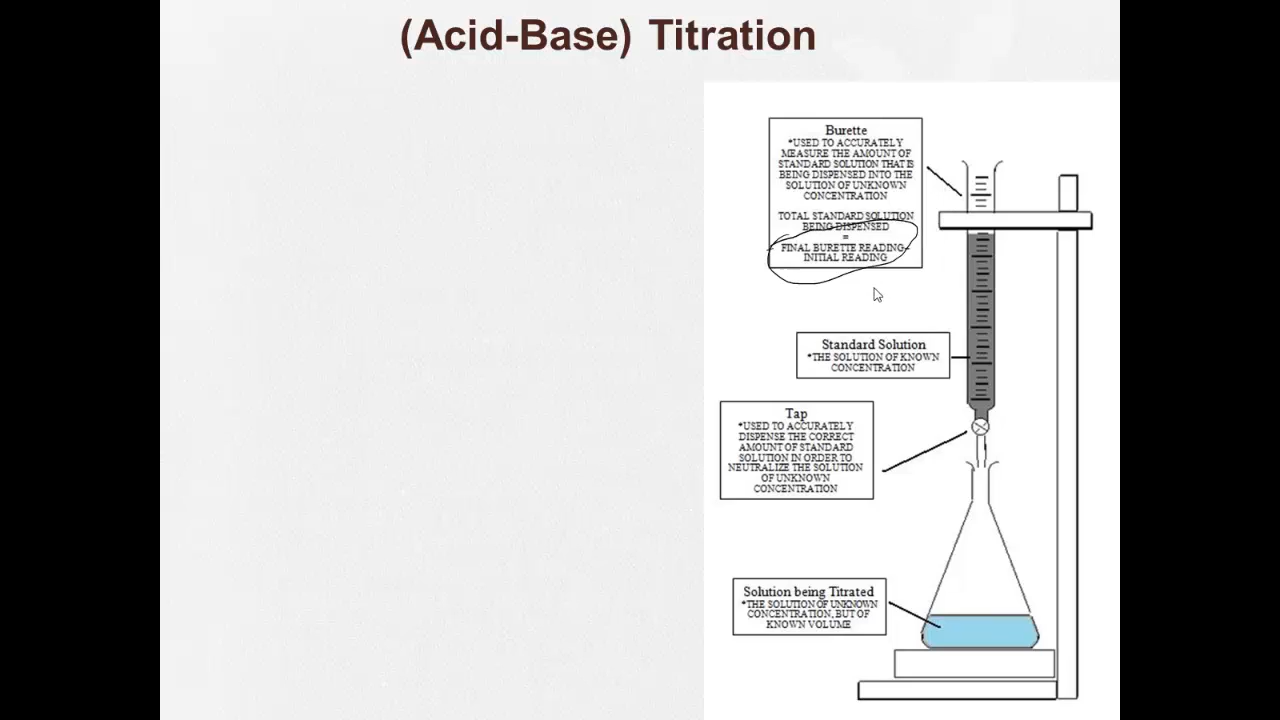 (Acid-Base) Titration
Burette
*USED TO ACCURATELY
MEASURE THE AMOUNT OF
STANDARD SOLUTION THAT IS
BEING DISPENSED INTO THE
SOLUTION OF UNKNOWN
CONCENTRATION
TOTAL STANDARD SOLUTION
BEING DISPENSED
=
FINAL BURETTE READING-
INITIAL READING
Standard Solution
*THE SOLUTION OF KNOWN
CONCENTRATION
Tap
*USED TO ACCURATELY
DISPENSE THE CORRECT
AMOUNT OF STANDARD
SOLUTION IN ORDER TO
NEUTRALIZE THE SOLUTION
OF UNKNOWN
CONCENTRATION
Solution being Titrated
*THE SOLUTION OF UNKNOWN
CONCENTRATION, BUT OF
KNOWN VOLUME